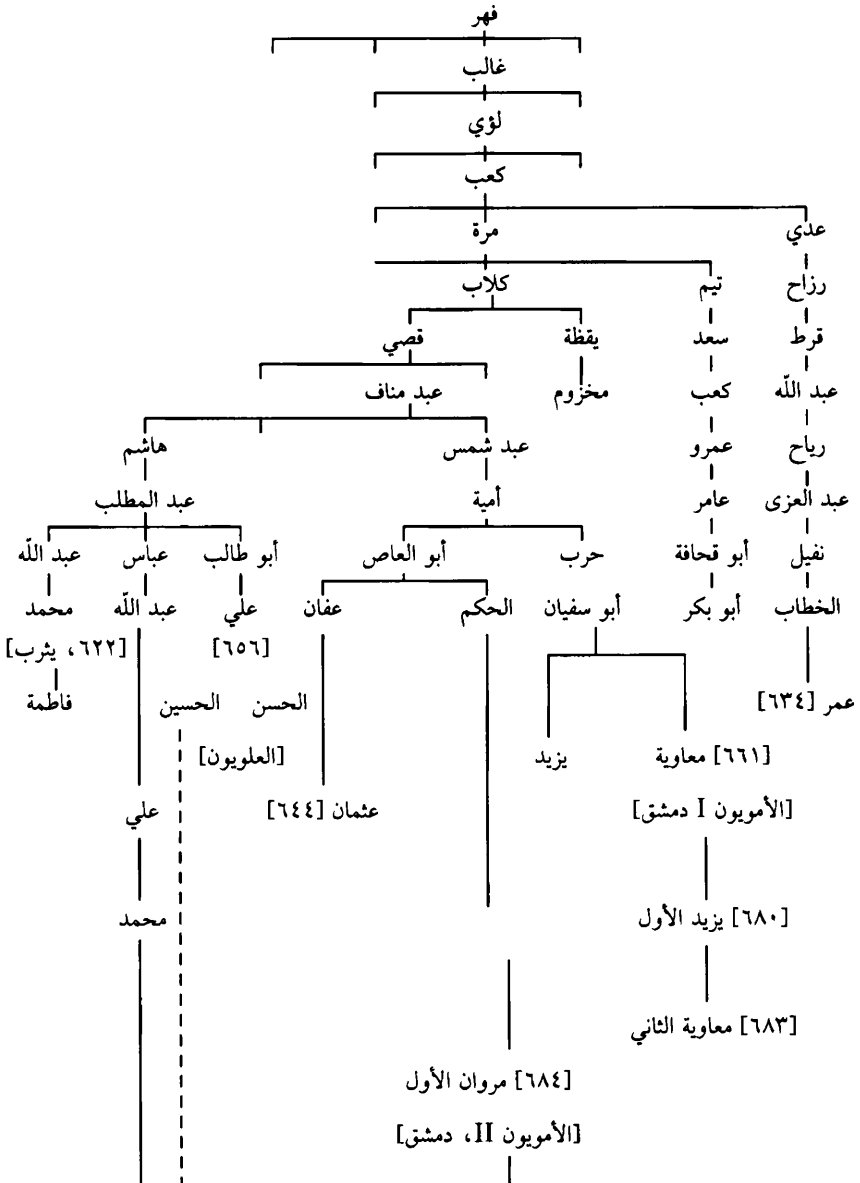 فهر
غالب
لؤي
كعب
عدي مرة
رزاح تيم كلاب
قرط سعد يقظة قصي
عبد اللّه كعب مخزوم عبد مناف
رياح عمرو عبد شمس هاشم
عبد العزى عامر أمية عبد المطلب
نفيل أبو قحافة حرب أبو العاص أبو طالب عباس عبد اللّه
الخطاب أبو بكر أبو سفيان الحكم عفان علي عبد اللّه محمد
[٦٥٦] [٦٢٢، يثرب]
عمر [٦٣٤] الحسن الحسين فاطمة
[٦٦١] معاوية يزيد [العلويون]
[الأمويون I دمشق] عثمان [٦٤٤] علي
[٦٨٠] يزيد الأول محمد
[٦٨٣] معاوية الثاني
[٦٨٤] مروان الأول
[الأمويون II، دمشق]